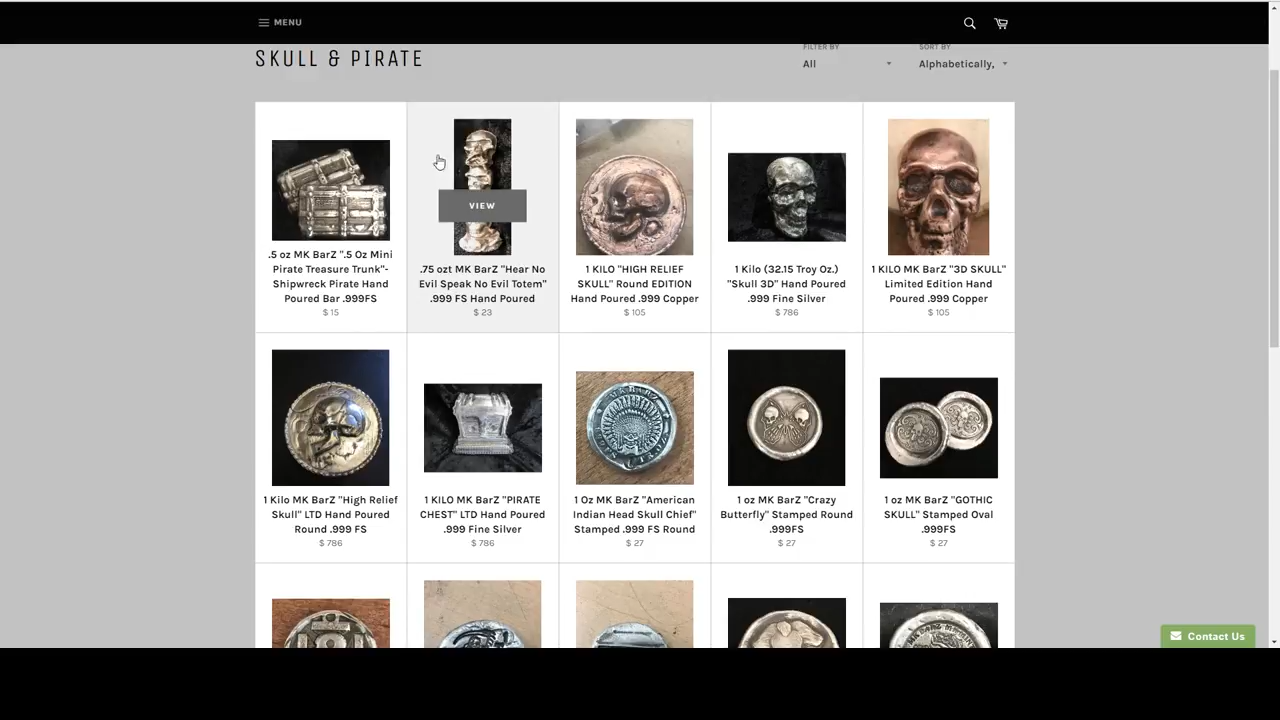 MENU
SKULL & PIRATE
FILTER BY
All
SORT BY
Alphabetically,
.5 oz MK BarZ ".5 Oz Mini
Pirate Treasure Trunk"-
Shipwreck Pirate Hand
Poured Bar .999FS
$ 15
VIEW
.75 ozt MK BarZ "Hear No
Evil Speak No Evil Totem"
.999 FS Hand Poured
$ 23
1 KILO "HIGH RELIEF
SKULL" Round EDITION
Hand Poured .999 Copper
$ 105
1 Kilo (32.15 Troy Oz.)
"Skull 3D" Hand Poured
.999 Fine Silver
$ 786
1 KILO MK BarZ "3D SKULL"
Limited Edition Hand
Poured .999 Copper
$ 105
1 Kilo MK BarZ "High Relief
Skull" LTD Hand Poured
Round .999 FS
$ 786
1 KILO MK BarZ "PIRATE
CHEST" LTD Hand Poured
.999 Fine Silver
$ 786
1 Oz MK BarZ "American
Indian Head Skull Chief"
Stamped .999 FS Round
$ 27
1 oz MK BarZ "Crazy
Butterfly" Stamped Round
.999FS
$ 27
1 oz MK BarZ "GOTHIC
SKULL" Stamped Oval
.999FS
$ 27
Contact Us